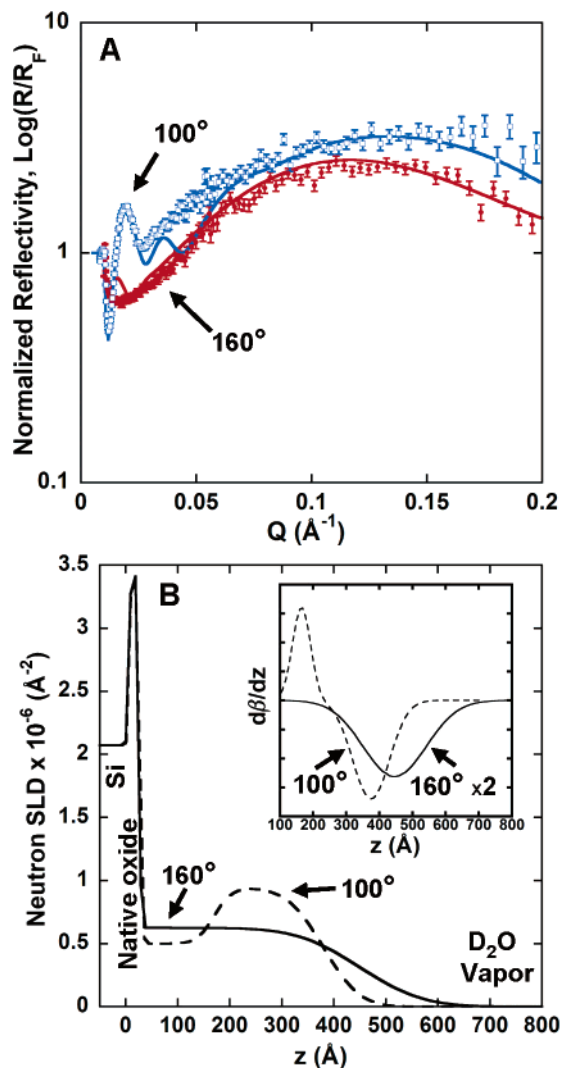 10
A
100°
1
160°
0.1
0 0.05 0.1 0.15 0.2
Q (Å⁻¹)
Normalized Reflectivity, Log(R/R_F)
3.5
B
3
2.5
2
1.5
1
0.5
0
Neutron SLD x 10⁻⁶ (Å⁻²)
Si
Native oxide
160°
100°
D₂O
Vapor
0 100 200 300 400 500 600 700 800
z (Å)
dβ/dz
100°
160° x2
100 200 300 400 500 600 700 800
z (Å)